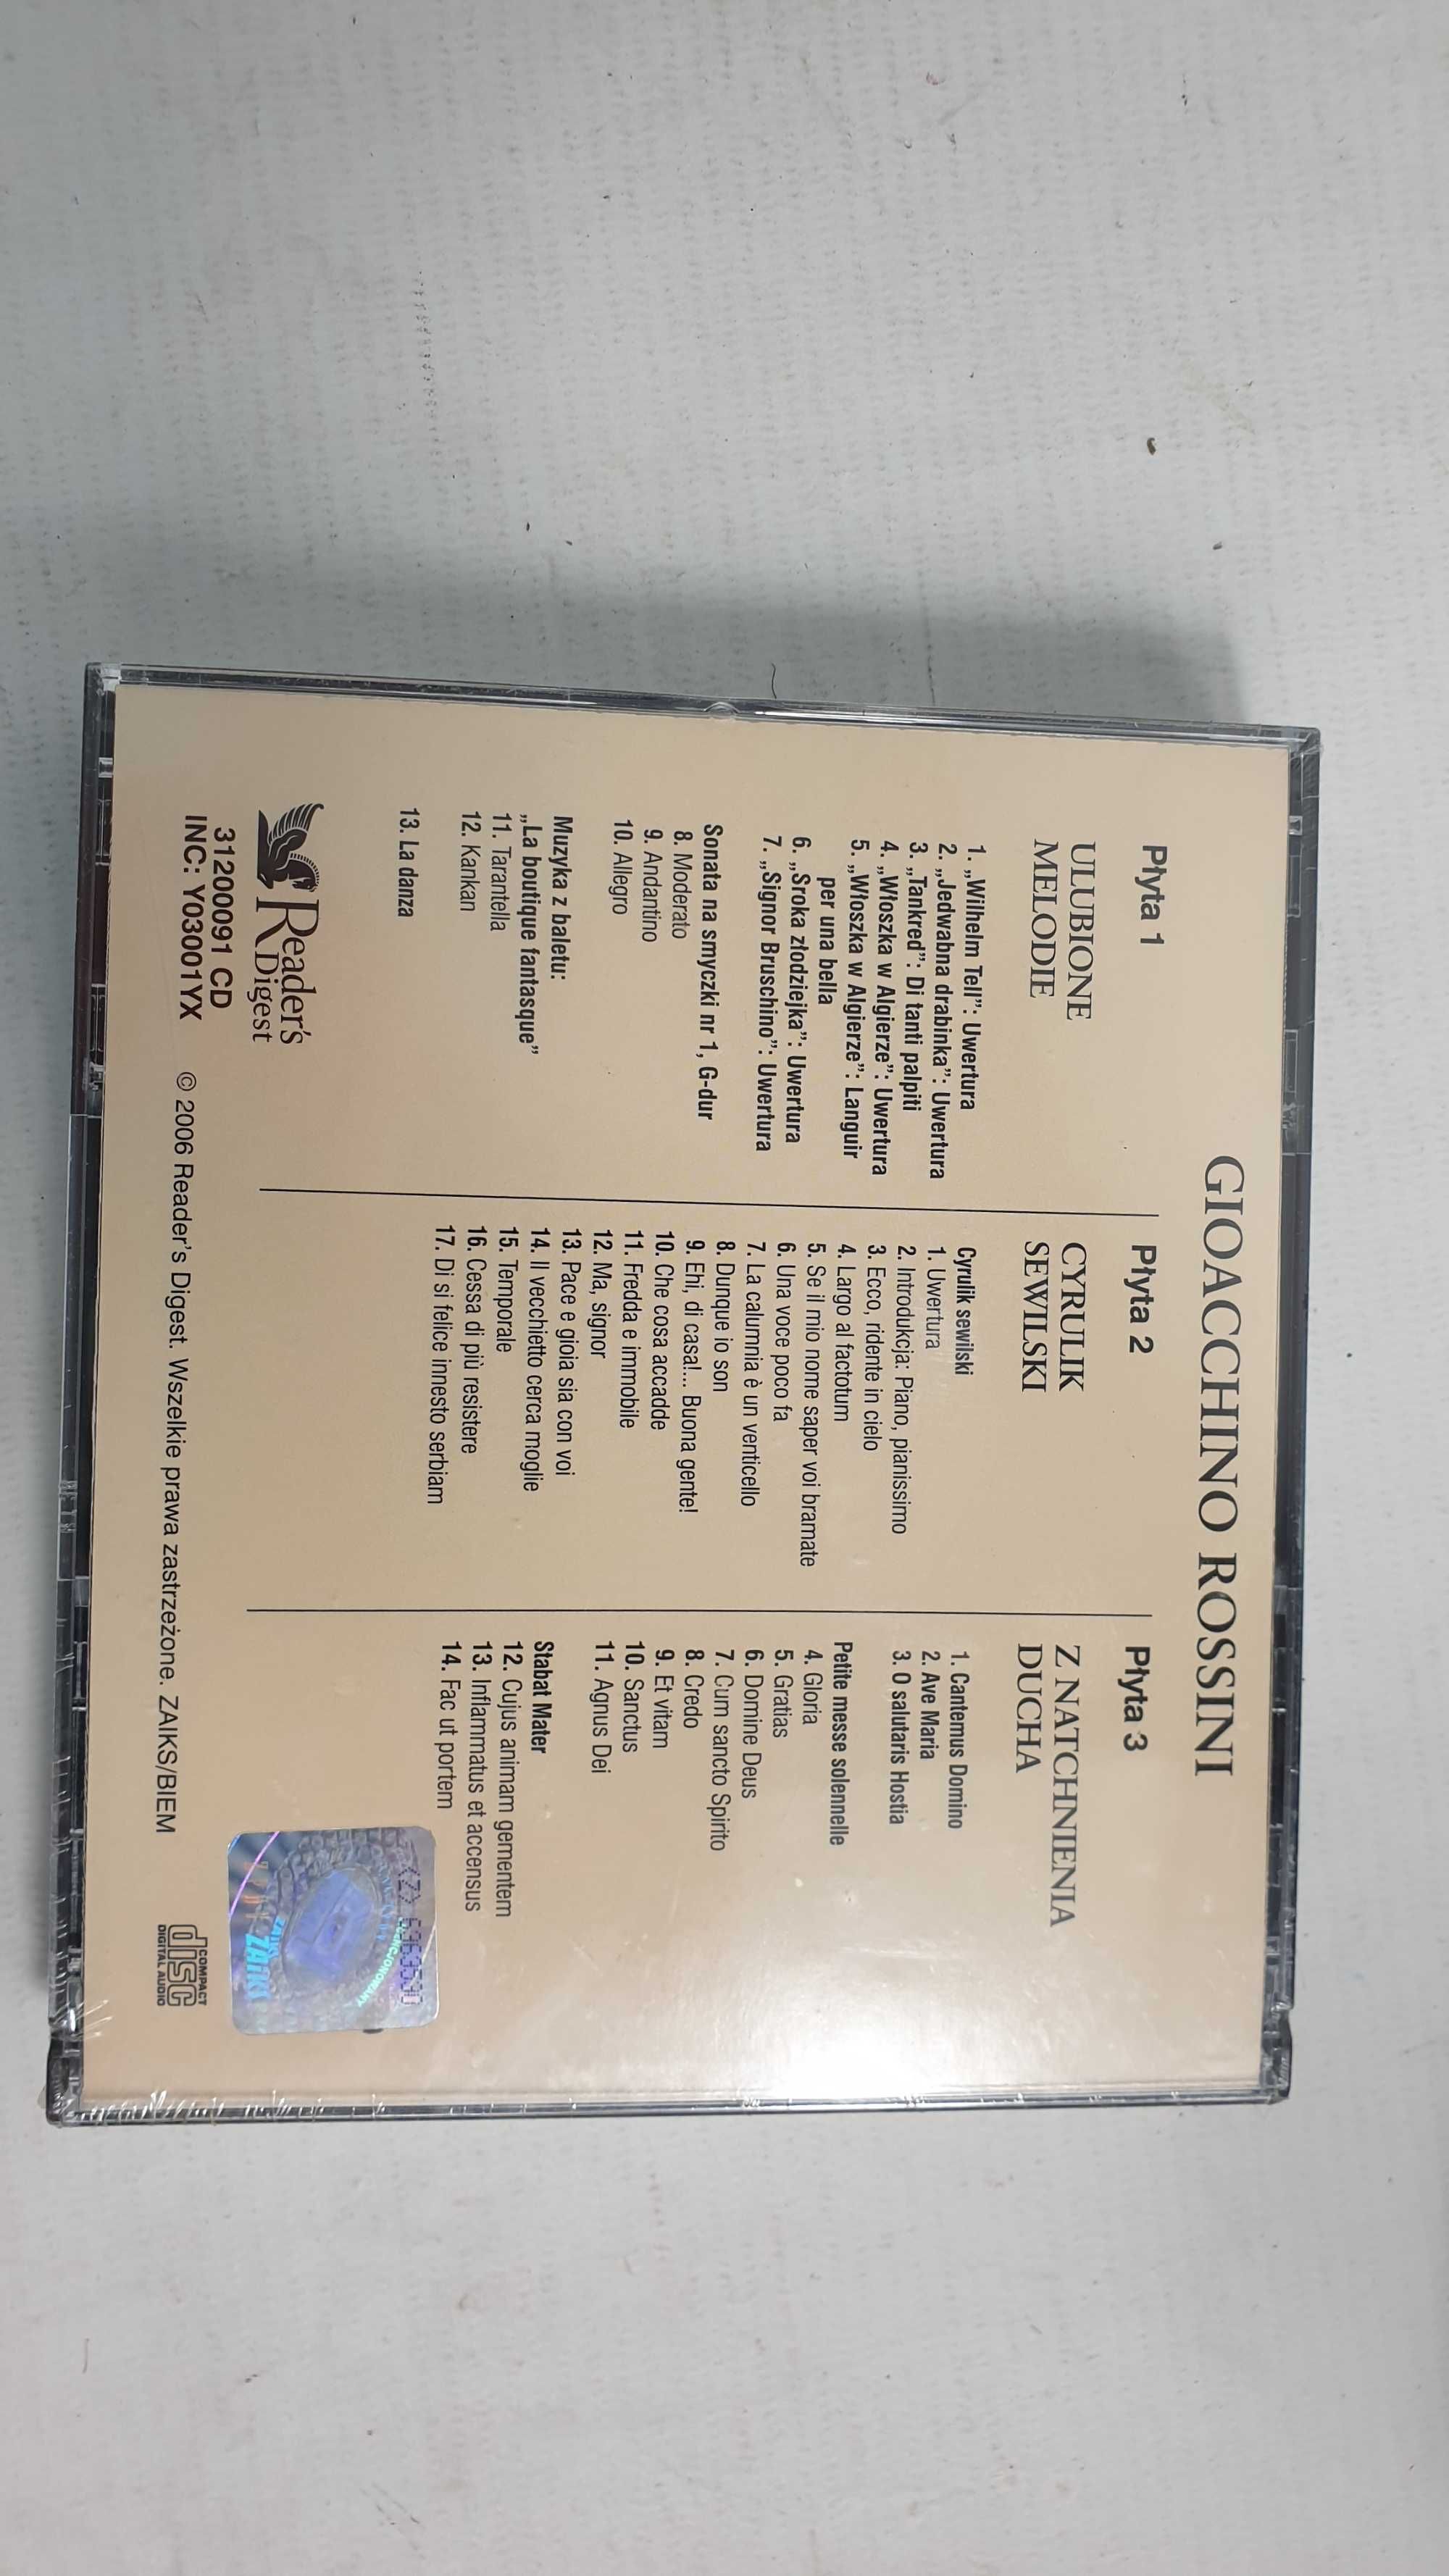 GIOACCHINO ROSSINI
Płyta 1
ULUBIONE
MELODIE
1. „Wilhelm Tell”: Uwertura
2. „Jedwabna drabinka”: Uwertura
3. „Tankred”: Di tanti palpiti
4. „Włoszka w Algierze”: Uwertura
5. „Włoszka w Algierze”: Languir
per una bella
6. „Sroka złodziejka”: Uwertura
7. „Signor Bruschino”: Uwertura
Sonata na smyczki nr 1, G-dur
8. Moderato
9. Andantino
10. Allegro
Muzyka z baletu:
„La boutique fantasque”
11. Tarantella
12. Kankan
13. La danza
Płyta 2
CYRULIK
SEWILSKI
Cyrulik sewilski
1. Uwertura
2. Introdukcja: Piano, pianissimo
3. Ecco, ridente in cielo
4. Largo al factotum
5. Se il mio nome saper voi bramate
6. Una voce poco fa
7. La calumnia è un venticello
8. Dunque io son
9. Ehi, di casa!... Buona gente!
10. Che cosa accadde
11. Fredda e immobile
12. Ma, signor
13. Pace e gioia sia con voi
14. Il vecchietto cerca moglie
15. Temporale
16. Cessa di più resistere
17. Di si felice innesto serbiam
Płyta 3
Z NATCHNIENIA
DUCHA
1. Cantemus Domino
2. Ave Maria
3. O salutaris Hostia
Petite messe solennelle
4. Gloria
5. Gratias
6. Domine Deus
7. Cum sancto Spirito
8. Credo
9. Et vitam
10. Sanctus
11. Agnus Dei
Stabat Mater
12. Cujus animam gementem
13. Inflammatus et accensus
14. Fac ut portem
Reader's
Digest
31200091 CD
INC: Y03001YX
© 2006 Reader's Digest. Wszelkie prawa zastrzeżone. ZAIKS/BIEM
ZAiKS
COMPACT
disc
DIGITAL AUDIO